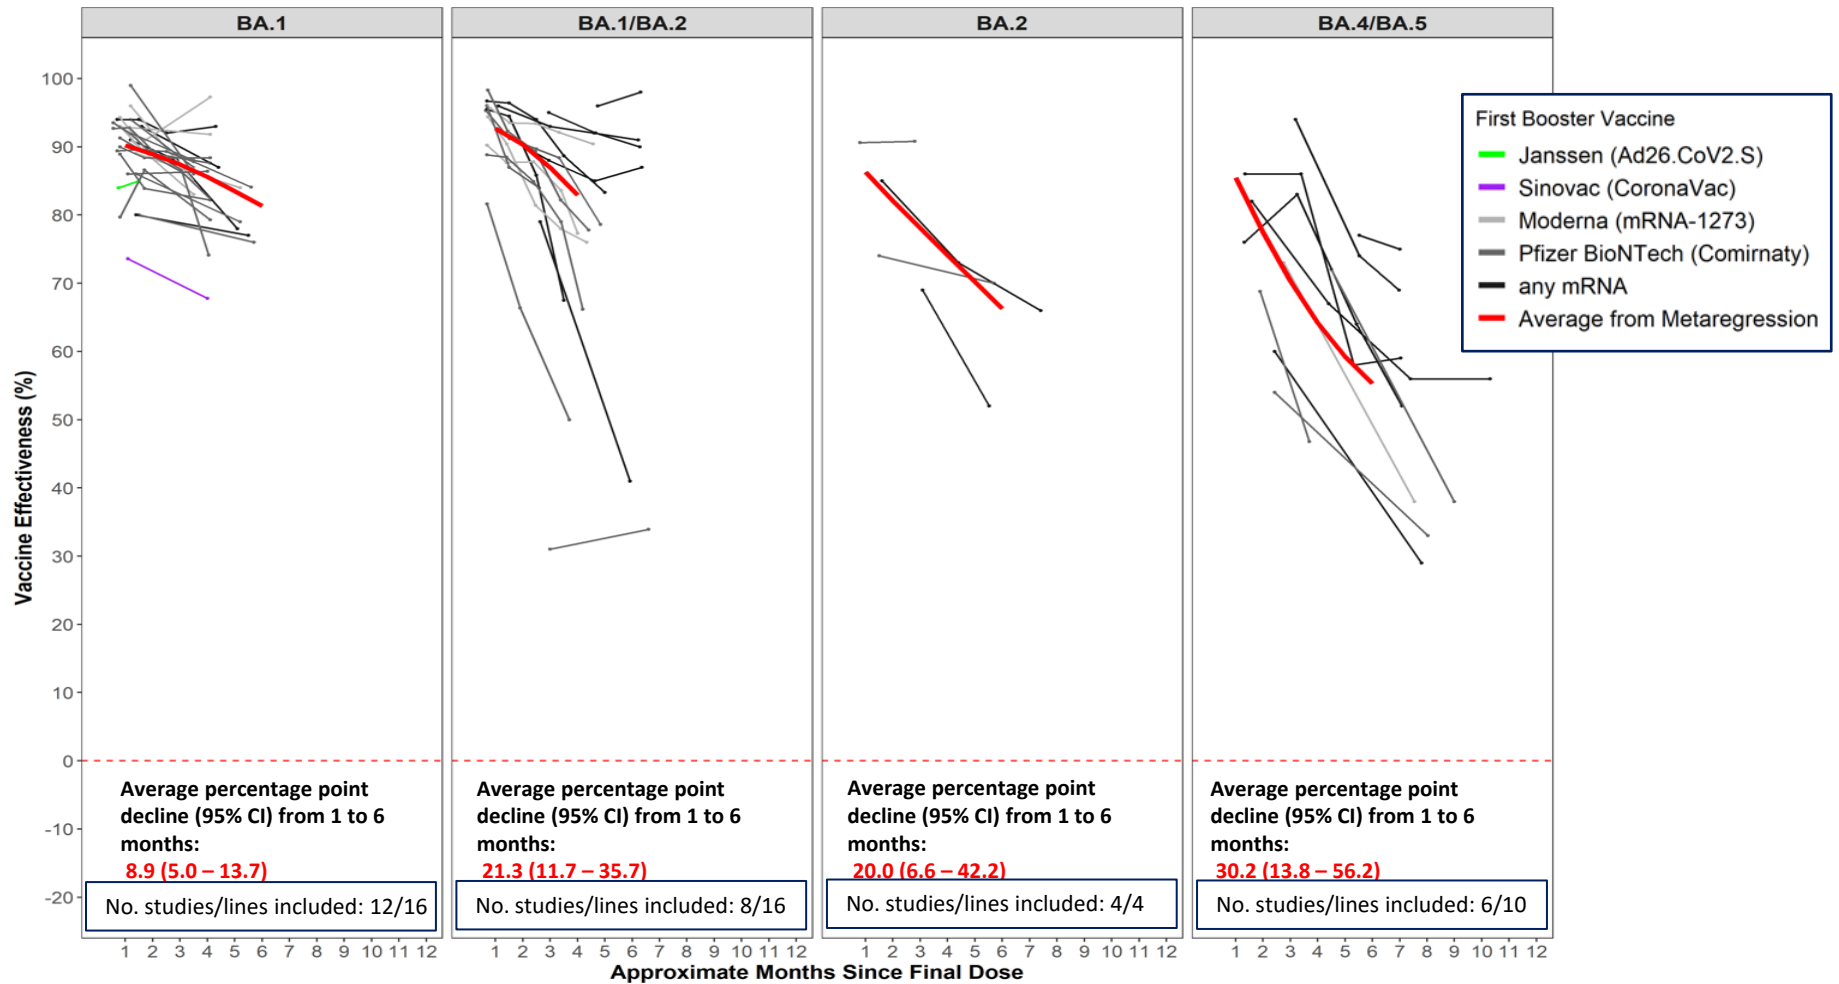 BA.1
BA.1/BA.2
BA.2
BA.4/BA.5
Vaccine Effectiveness (%)
100
90
80
70
60
50
40
30
20
10
0
-10
-20
First Booster Vaccine
Janssen (Ad26.CoV2.S)
Sinovac (CoronaVac)
Moderna (mRNA-1273)
Pfizer BioNTech (Comirnaty)
any mRNA
Average from Metaregression
Average percentage point
decline (95% CI) from 1 to 6
months:
8.9 (5.0 – 13.7)
No. studies/lines included: 12/16
Average percentage point
decline (95% CI) from 1 to 6
months:
21.3 (11.7 – 35.7)
No. studies/lines included: 8/16
Average percentage point
decline (95% CI) from 1 to 6
months:
20.0 (6.6 – 42.2)
No. studies/lines included: 4/4
Average percentage point
decline (95% CI) from 1 to 6
months:
30.2 (13.8 – 56.2)
No. studies/lines included: 6/10
1 2 3 4 5 6 7 8 9 10 11 12
1 2 3 4 5 6 7 8 9 10 11 12
1 2 3 4 5 6 7 8 9 10 11 12
1 2 3 4 5 6 7 8 9 10 11 12
Approximate Months Since Final Dose